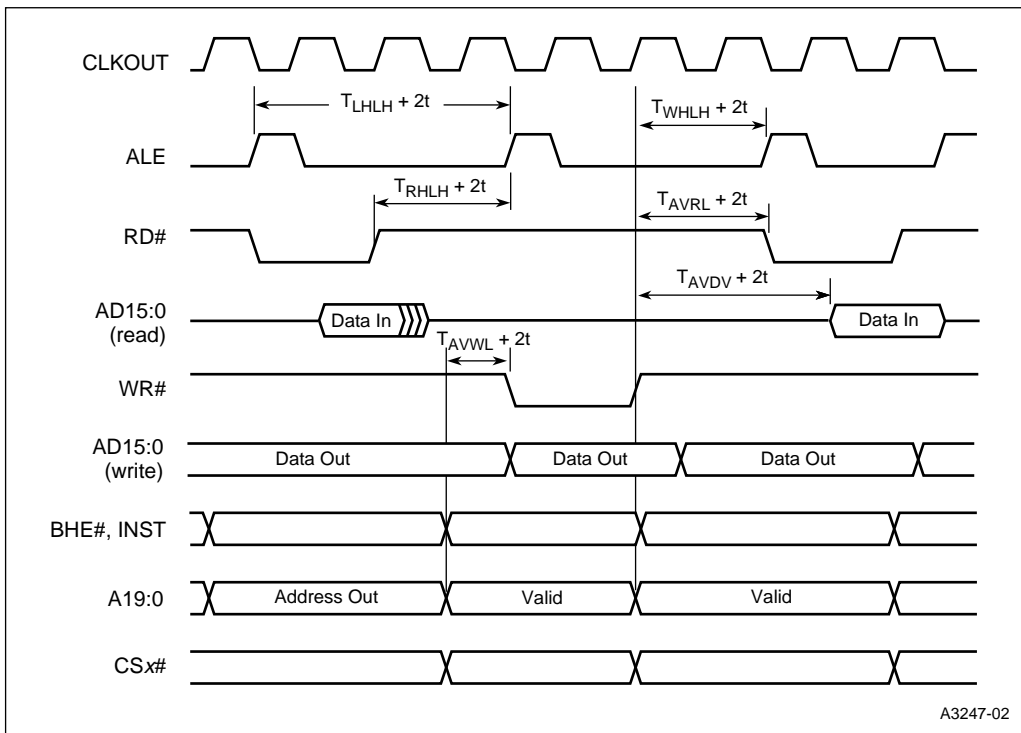 CLKOUT
T_LHLH + 2t
T_WHLH + 2t
ALE
T_RHLH + 2t
T_AVRL + 2t
RD#
T_AVDV + 2t
AD15:0
(read)
Data In
Data In
T_AVWL + 2t
WR#
AD15:0
(write)
Data Out
Data Out
Data Out
BHE#, INST
A19:0
Address Out
Valid
Valid
CSx#
A3247-02